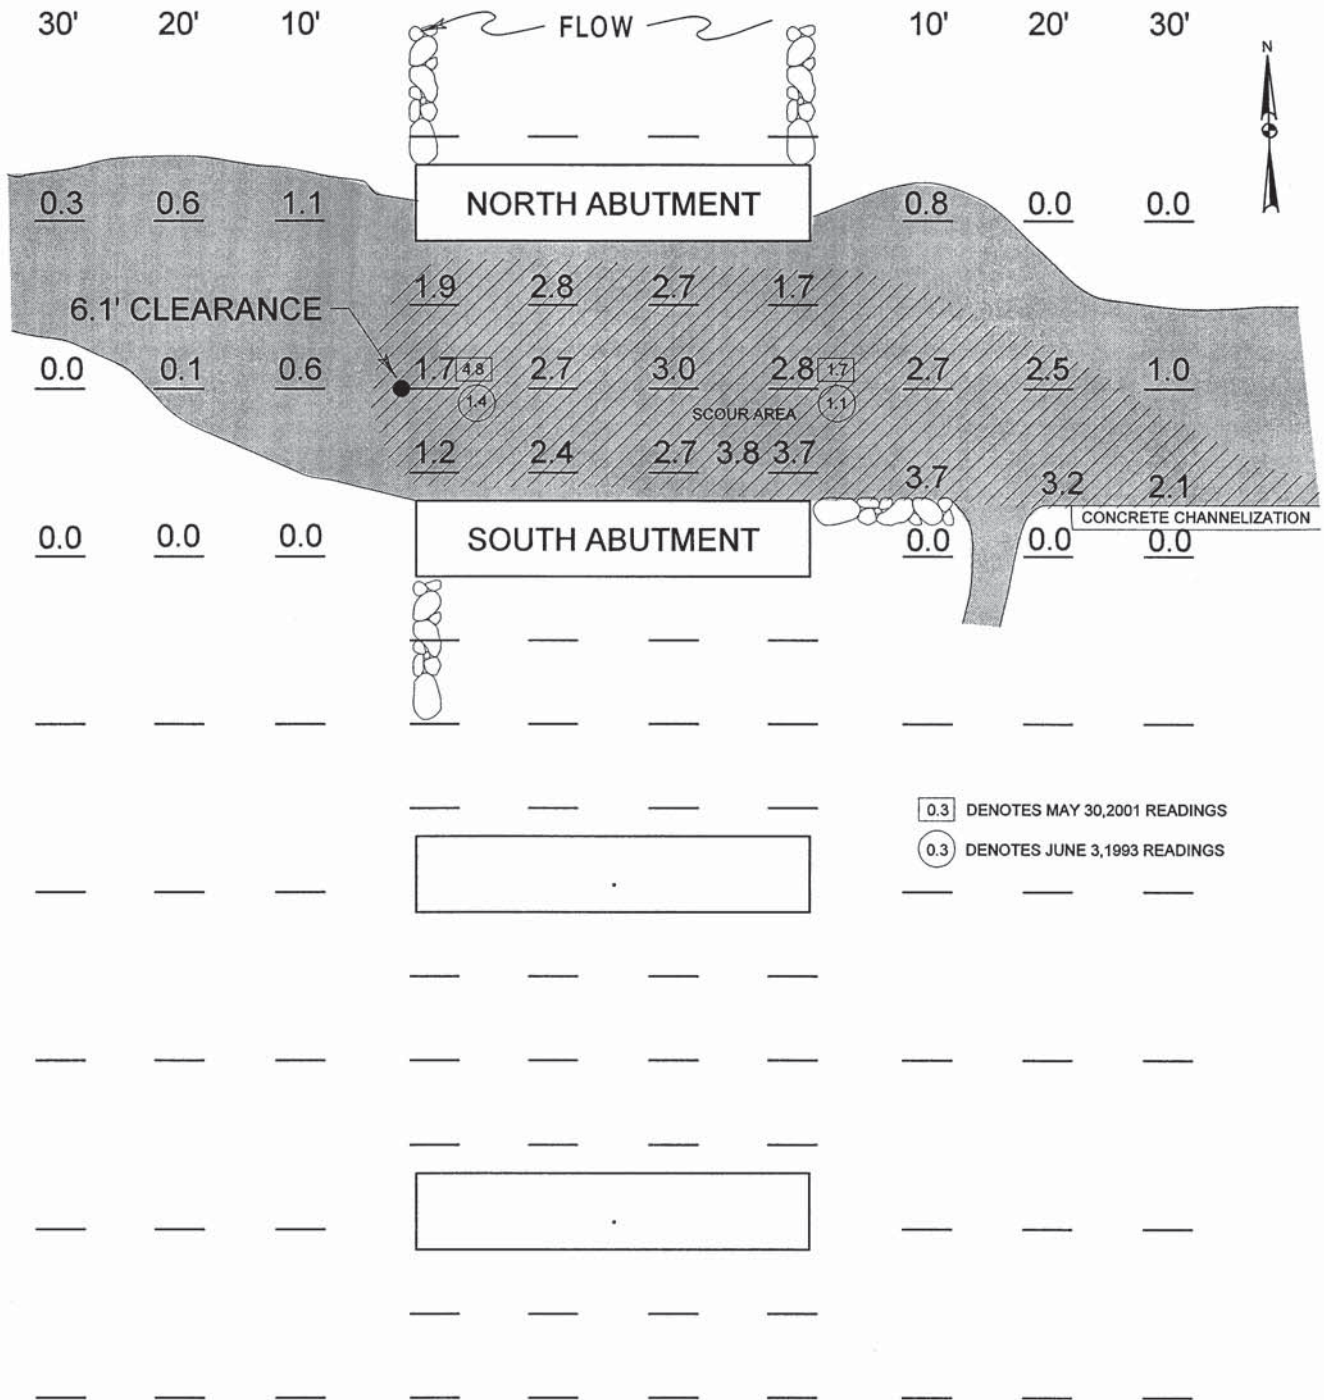 30' 20' 10' FLOW 10' 20' 30'
N
NORTH ABUTMENT
0.3 0.6 1.1 0.8 0.0 0.0
1.9 2.8 2.7 1.7
6.1' CLEARANCE
0.0 0.1 0.6 1.7 4.8 2.7 3.0 2.8 1.7 2.7 2.5 1.0
1.4 1.1
SCOUR AREA
1.2 2.4 2.7 3.8 3.7
3.7 3.2 2.1
CONCRETE CHANNELIZATION
0.0 0.0 0.0 SOUTH ABUTMENT 0.0 0.0 0.0
0.3 DENOTES MAY 30,2001 READINGS
0.3 DENOTES JUNE 3,1993 READINGS